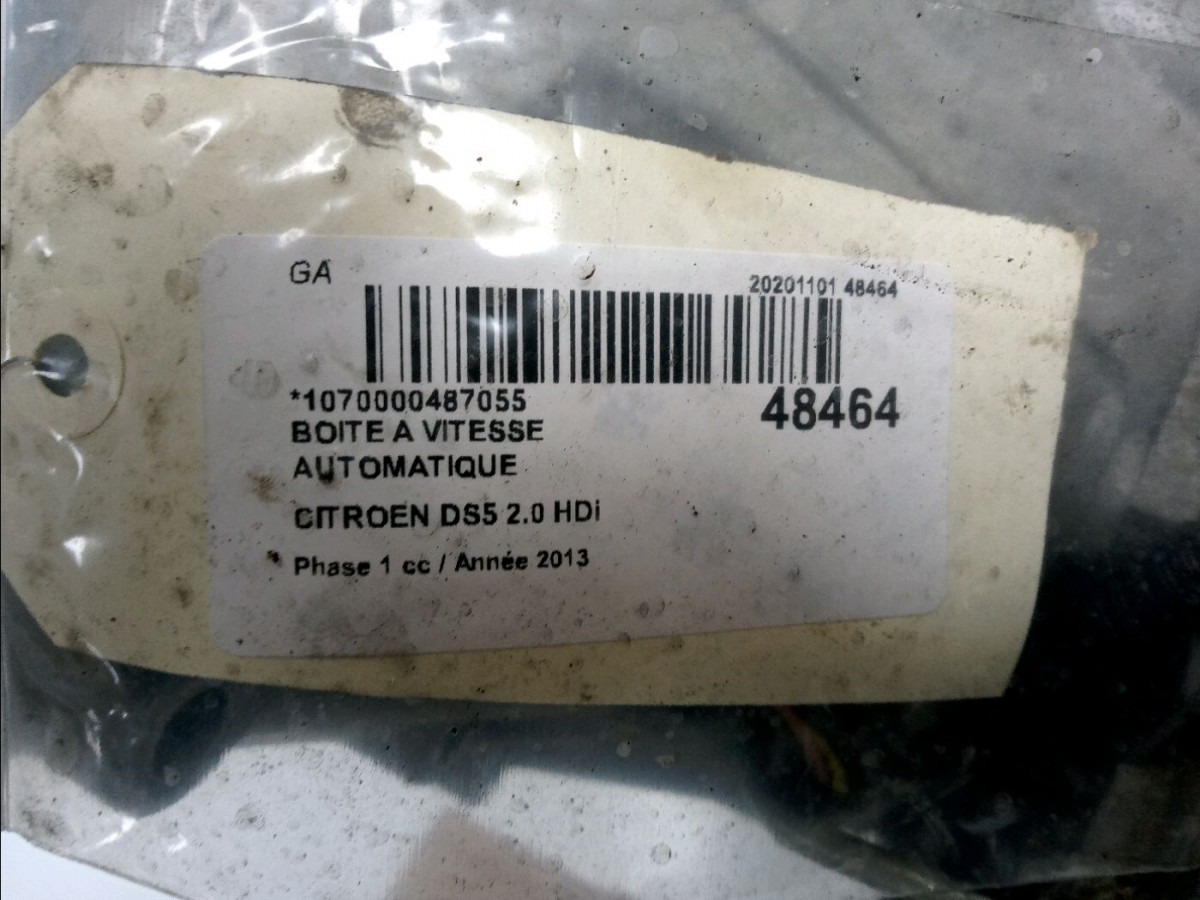 GA
20201101 48464
*1070000487055
48464
BOITE A VITESSE
AUTOMATIQUE
CITROEN DS5 2.0 HDi
Phase 1 cc / Année 2013